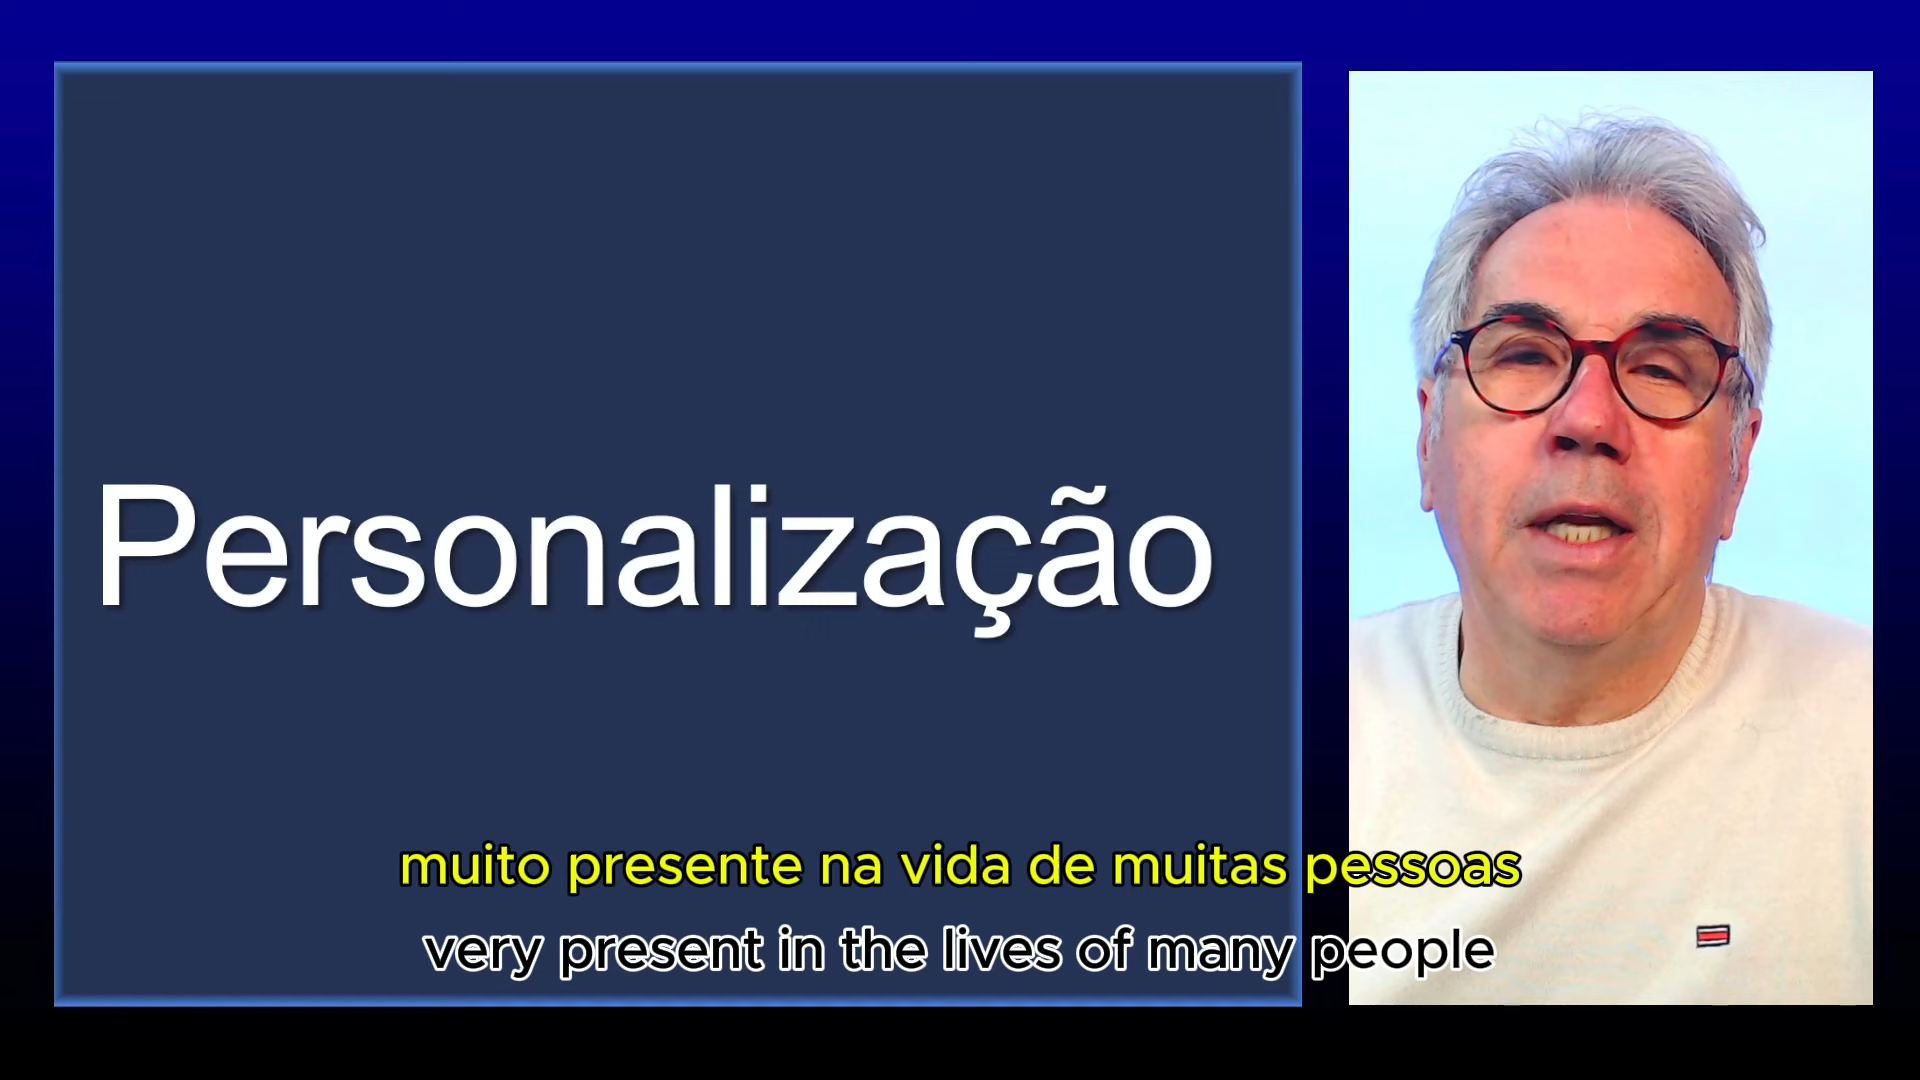 Personalização
muito presente na vida de muitas pessoas
very present in the lives of many people